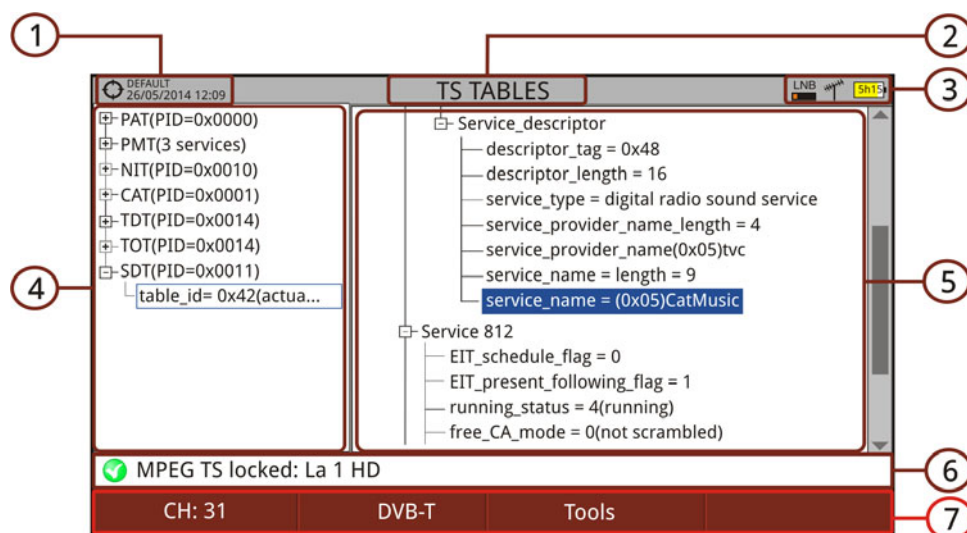 1
2
3
DEFAULT
26/05/2014 12:09
TS TABLES
LNB
5h15
PAT(PID=0x0000)
PMT(3 services)
NIT(PID=0x0010)
CAT(PID=0x0001)
TDT(PID=0x0014)
TOT(PID=0x0014)
SDT(PID=0x0011)
table_id= 0x42(actua...
4
Service_descriptor
descriptor_tag = 0x48
descriptor_length = 16
service_type = digital radio sound service
service_provider_name_length = 4
service_provider_name(0x05)tvc
service_name = length = 9
service_name = (0x05)CatMusic
Service 812
EIT_schedule_flag = 0
EIT_present_following_flag = 1
running_status = 4(running)
free_CA_mode = 0(not scrambled)
5
MPEG TS locked: La 1 HD
6
CH: 31
DVB-T
Tools
7